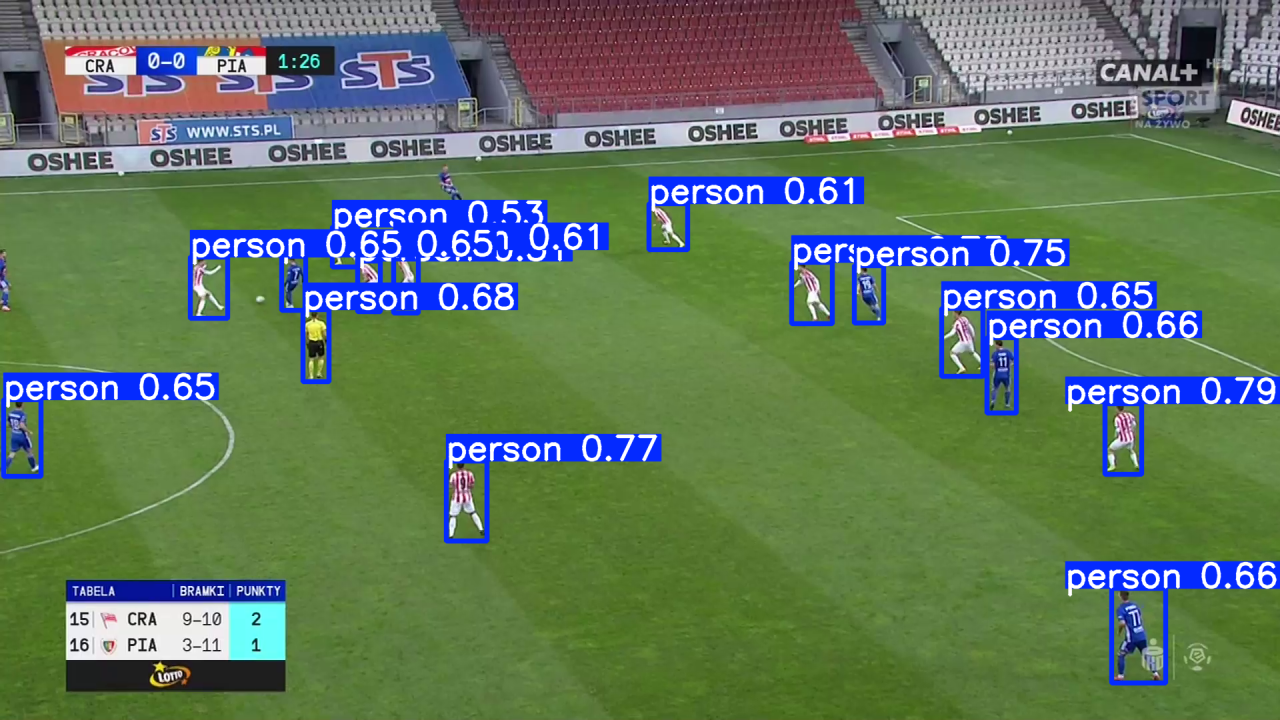 CRA 0-0 PIA 1:26
CANAL+
SPORT
NA ŻYWO
STS STS STS
STS WWW.STS.PL
OSHEE OSHEE OSHEE OSHEE OSHEE OSHEE OSHEE OSHEE OSHEE OSHEE
person 0.61
person 0.53
person 0.65
0.65
0.61
person 0.75
person 0.68
person 0.65
person 0.66
person 0.65
person 0.79
person 0.77
9
11
person 0.66
11
TABELA BRAMKI PUNKTY
15 CRA 9-10 2
16 PIA 3-11 1
LOTTO